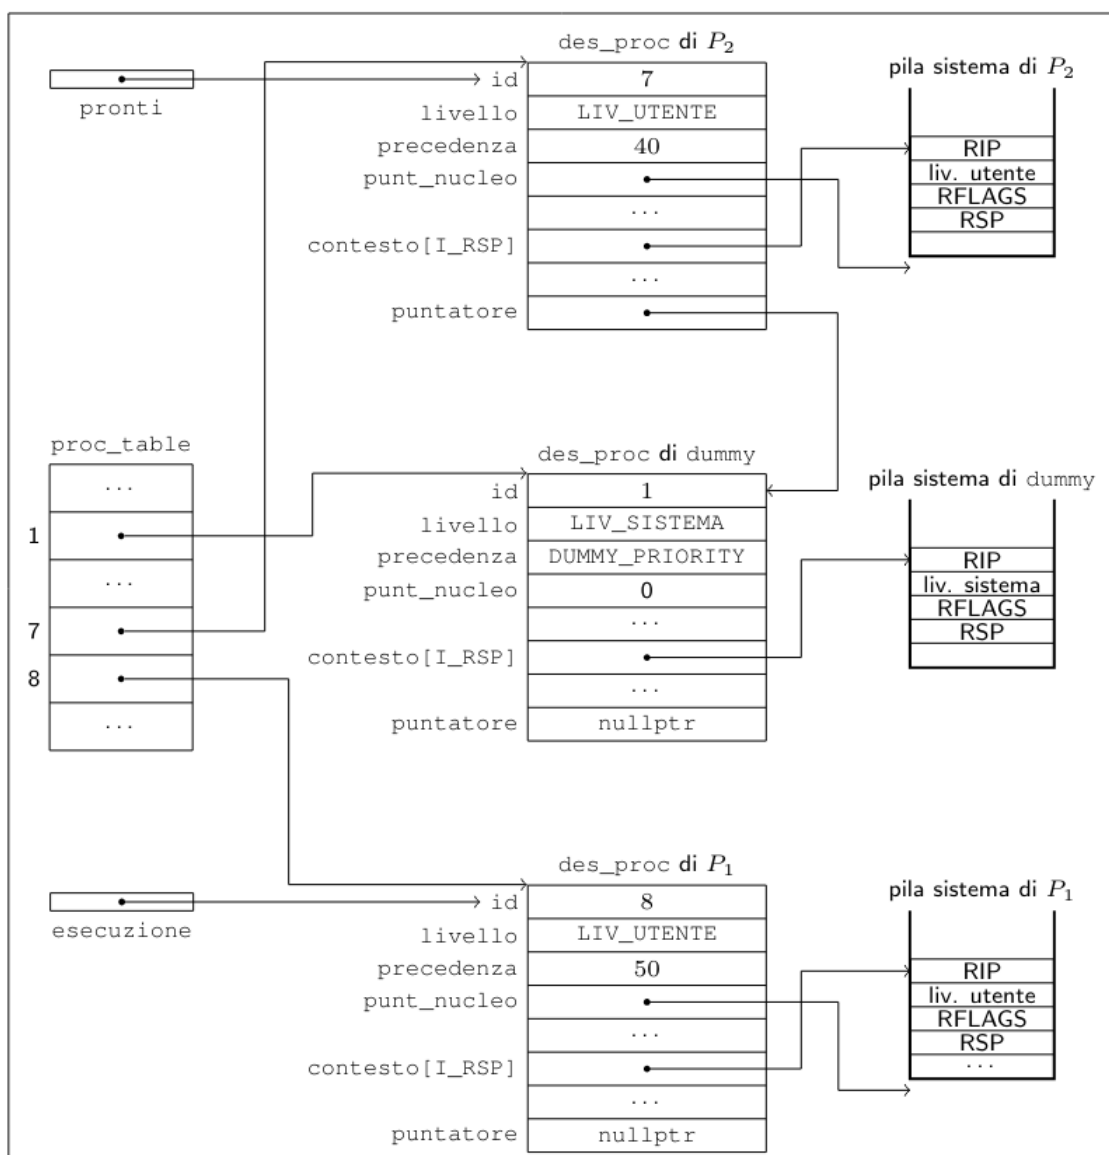 des_proc di P2
pila sistema di P2
pronti
id 7
livello LIV_UTENTE
precedenza 40
punt_nucleo
...
contesto[I_RSP]
...
puntatore
RIP
liv. utente
RFLAGS
RSP
proc_table
...
1
...
7
8
...
des_proc di dummy
pila sistema di dummy
id 1
livello LIV_SISTEMA
precedenza DUMMY_PRIORITY
punt_nucleo 0
...
contesto[I_RSP]
...
puntatore nullptr
RIP
liv. sistema
RFLAGS
RSP
des_proc di P1
pila sistema di P1
esecuzione
id 8
livello LIV_UTENTE
precedenza 50
punt_nucleo
...
contesto[I_RSP]
...
puntatore nullptr
RIP
liv. utente
RFLAGS
RSP
...